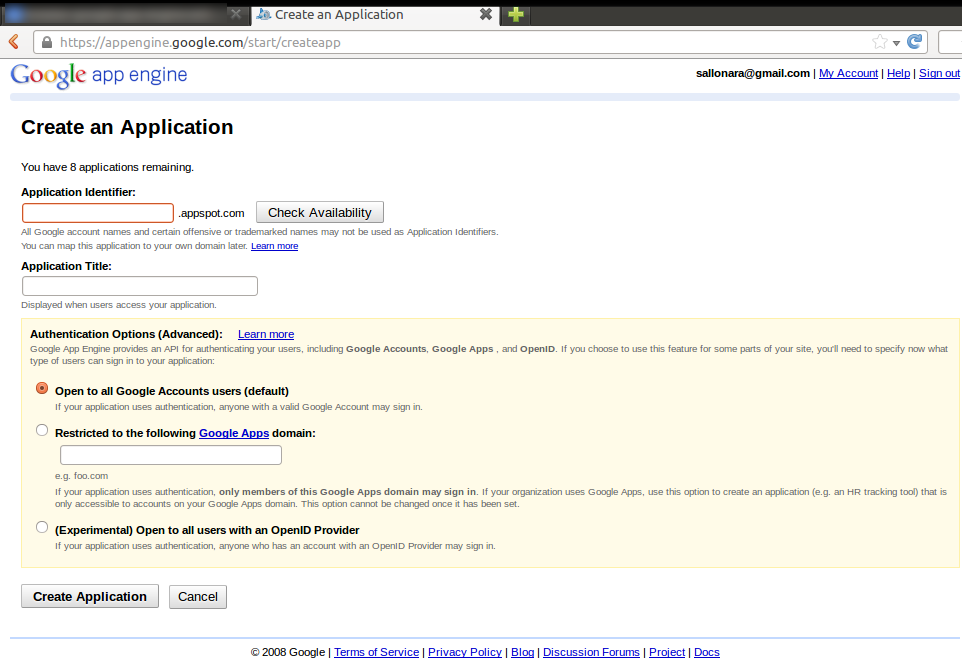 Create an Application
https://appengine.google.com/start/createapp
Google app engine
sallonara@gmail.com | My Account | Help | Sign out
Create an Application
You have 8 applications remaining.
Application Identifier:
.appspot.com Check Availability
All Google account names and certain offensive or trademarked names may not be used as Application Identifiers.
You can map this application to your own domain later. Learn more
Application Title:
Displayed when users access your application.
Authentication Options (Advanced): Learn more
Google App Engine provides an API for authenticating your users, including Google Accounts, Google Apps , and OpenID. If you choose to use this feature for some parts of your site, you'll need to specify now what
type of users can sign in to your application:
Open to all Google Accounts users (default)
If your application uses authentication, anyone with a valid Google Account may sign in.
Restricted to the following Google Apps domain:
e.g. foo.com
If your application uses authentication, only members of this Google Apps domain may sign in. If your organization uses Google Apps, use this option to create an application (e.g. an HR tracking tool) that is
only accessible to accounts on your Google Apps domain. This option cannot be changed once it has been set.
(Experimental) Open to all users with an OpenID Provider
If your application uses authentication, anyone who has an account with an OpenID Provider may sign in.
Create Application Cancel
© 2008 Google | Terms of Service | Privacy Policy | Blog | Discussion Forums | Project | Docs